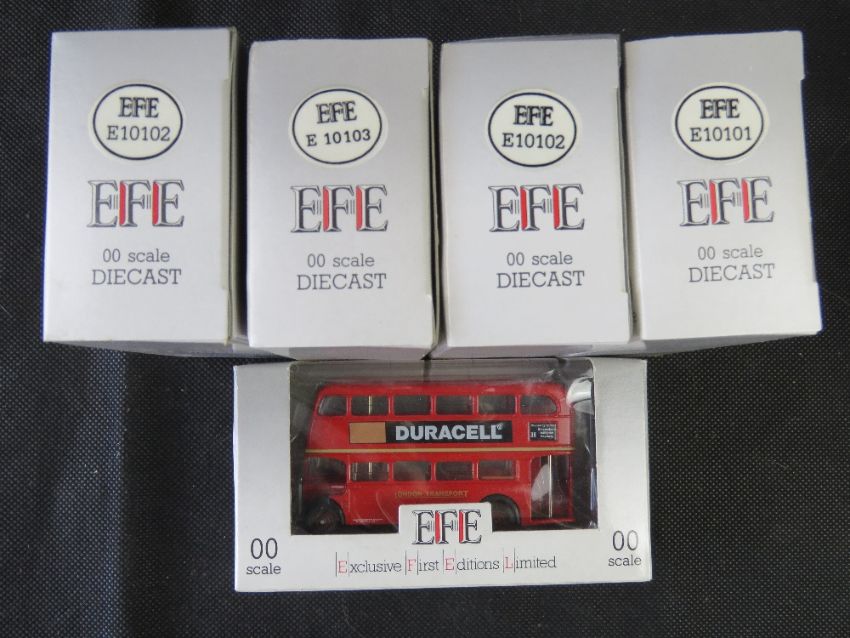 EFE
E10102
EFE
00 scale
DIECAST
EFE
E 10103
EFE
00 scale
DIECAST
EFE
E10102
EFE
00 scale
DIECAST
EFE
E10101
EFE
00 scale
DIECAST
DURACELL
11
LONDON TRANSPORT
EFE
00
scale
Exclusive First Editions Limited
00
scale